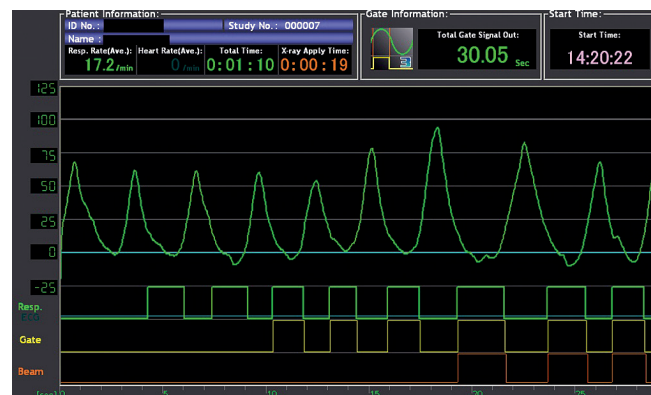 Patient Information: Gate Information: Start Time:
ID No.: Study No.: 000007
Name :
Resp. Rate(Ave.): Heart Rate(Ave.): Total Time: X-ray Apply Time:
17.2 /min 0 /min 0:01:10 0:00:19
Total Gate Signal Out:
30.05 Sec
Start Time:
14:20:22
125
100
75
50
25
0
-25
Resp.
ECG
Gate
Beam
[sec] 0 5 10 15 20 25